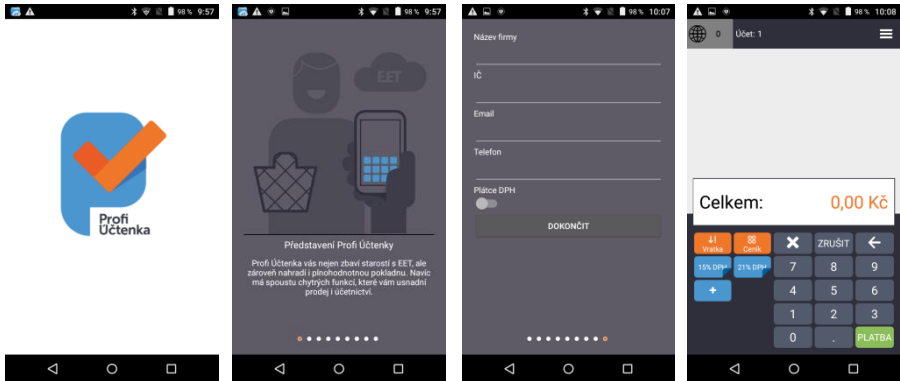 98% 9:57
Profi
Účtenka
98% 9:57
EET
Představení Profi Účtenky
Profi Účtenka vás nejen zbaví starostí s EET, ale
zároveň nahradí i plnohodnotnou pokladnu. Navíc
má spoustu chytrých funkcí, které vám usnadní
prodej i účetnictví.
98% 10:07
Název firmy
IČ
Email
Telefon
Plátce DPH
DOKONČIT
98% 10:08
0 Účet: 1
Celkem: 0,00 Kč
Vratka Ceník ZRUŠIT
15% DPH 21% DPH 7 8 9
+ 4 5 6
1 2 3
0 . PLATBA